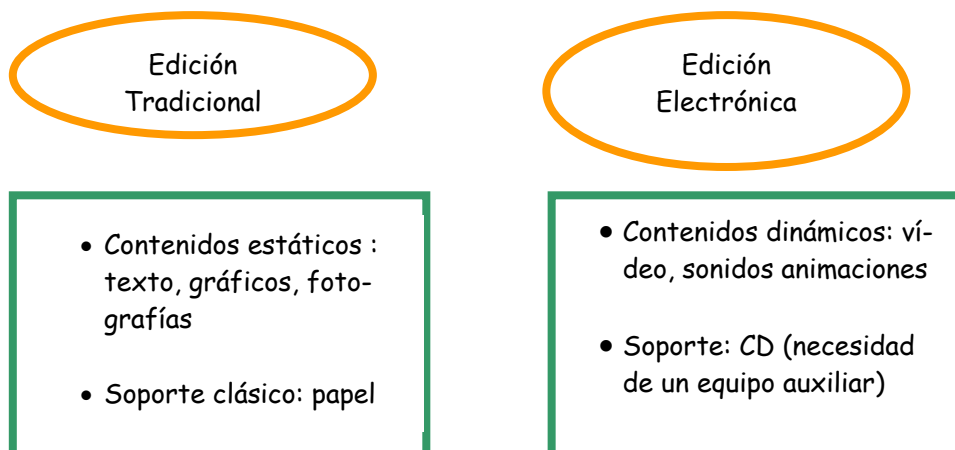 Edición
Tradicional
Edición
Electrónica
• Contenidos estáticos :
texto, gráficos, foto-
grafías
• Soporte clásico: papel
• Contenidos dinámicos: ví-
deo, sonidos animaciones
• Soporte: CD (necesidad
de un equipo auxiliar)